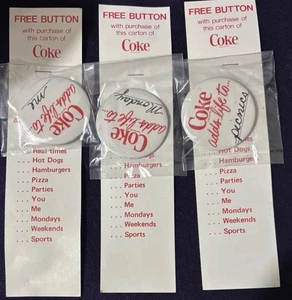 FREE BUTTON
with purchase of
this carton of
Coke
Coke
adds life to...
me
... Real times
... Hot Dogs
... Hamburgers
... Pizza
... Parties
... You
... Me
... Mondays
... Weekends
... Sports
FREE BUTTON
with purchase of
this carton of
Coke
Coke
adds life to...
Monday
... Hamburgers
... Pizza
... Parties
... You
... Me
... Mondays
... Weekends
... Sports
FREE BUTTON
with purchase of
this carton of
Coke
Coke
adds life to...
picnics
... Hot Dogs
... Hamburgers
... Pizza
... Parties
... You
... Me
... Mondays
... Weekends
... Sports